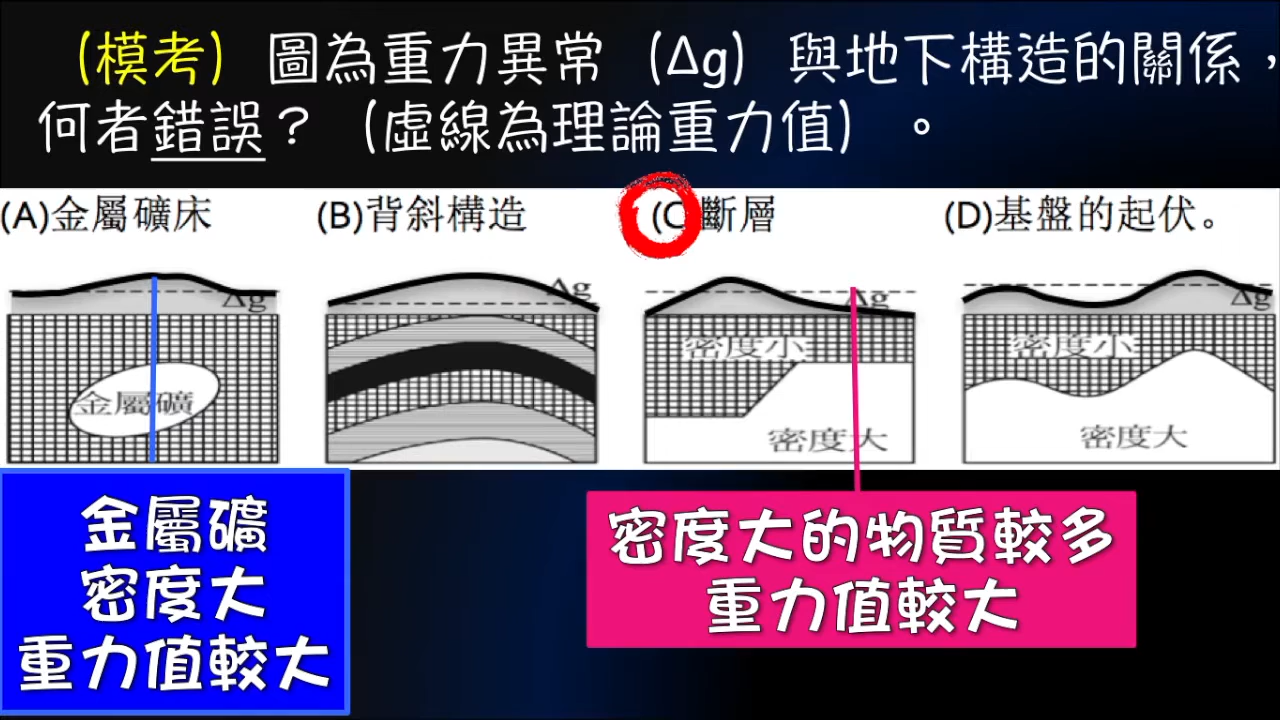 （模考）圖為重力異常（Δg）與地下構造的關係，
何者錯誤？（虛線為理論重力值）。
(A)金屬礦床
(B)背斜構造
(C)斷層
(D)基盤的起伏。
Δg
Δg
Δg
Δg
密度小
密度小
金屬礦
密度大
密度大
金屬礦
密度大
重力值較大
密度大的物質較多
重力值較大